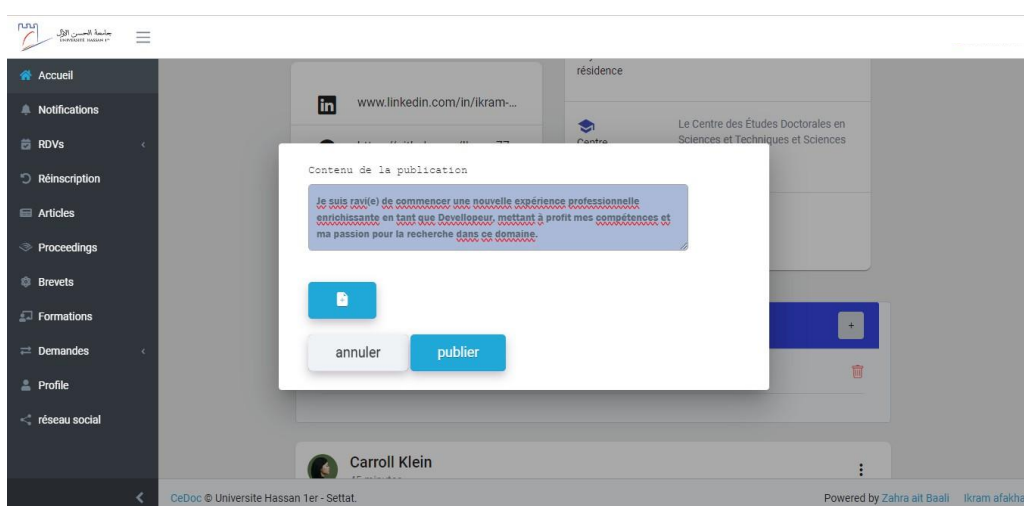 جامعة الحسن الأول
UNIVERSITÉ HASSAN 1er
Accueil
Notifications
RDVs
Réinscription
Articles
Proceedings
Brevets
Formations
Demandes
Profile
réseau social
résidence
in www.linkedin.com/in/ikram-...
Centre
Le Centre des Études Doctorales en
Sciences et Techniques et Sciences
Contenu de la publication
Je suis ravi(e) de commencer une nouvelle expérience professionnelle
enrichissante en tant que Devellopeur, mettant à profit mes compétences et
ma passion pour la recherche dans ce domaine.
annuler
publier
+
Carroll Klein
CeDoc © Universite Hassan 1er - Settat.
Powered by Zahra ait Baali Ikram afakha